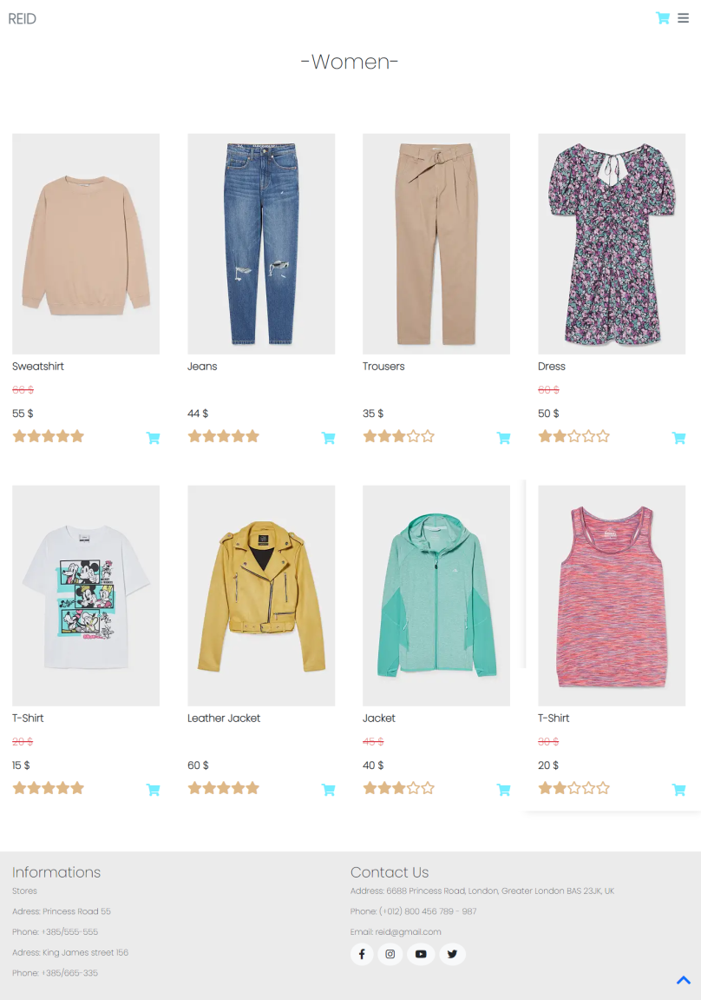 REID
-Women-
Sweatshirt
66 $
55 $
Jeans
44 $
Trousers
35 $
Dress
60 $
50 $
T-Shirt
20 $
15 $
Leather Jacket
60 $
Jacket
45 $
40 $
T-Shirt
30 $
20 $
Informations
Stores
Adress: Princess Road 55
Phone: +385/555-555
Adress: King James street 156
Phone: +385/665-335
Contact Us
Address: 6688 Princess Road, London, Greater London BAS 23JK, UK
Phone: (+012) 800 456 789 - 987
Email: reid@gmail.com